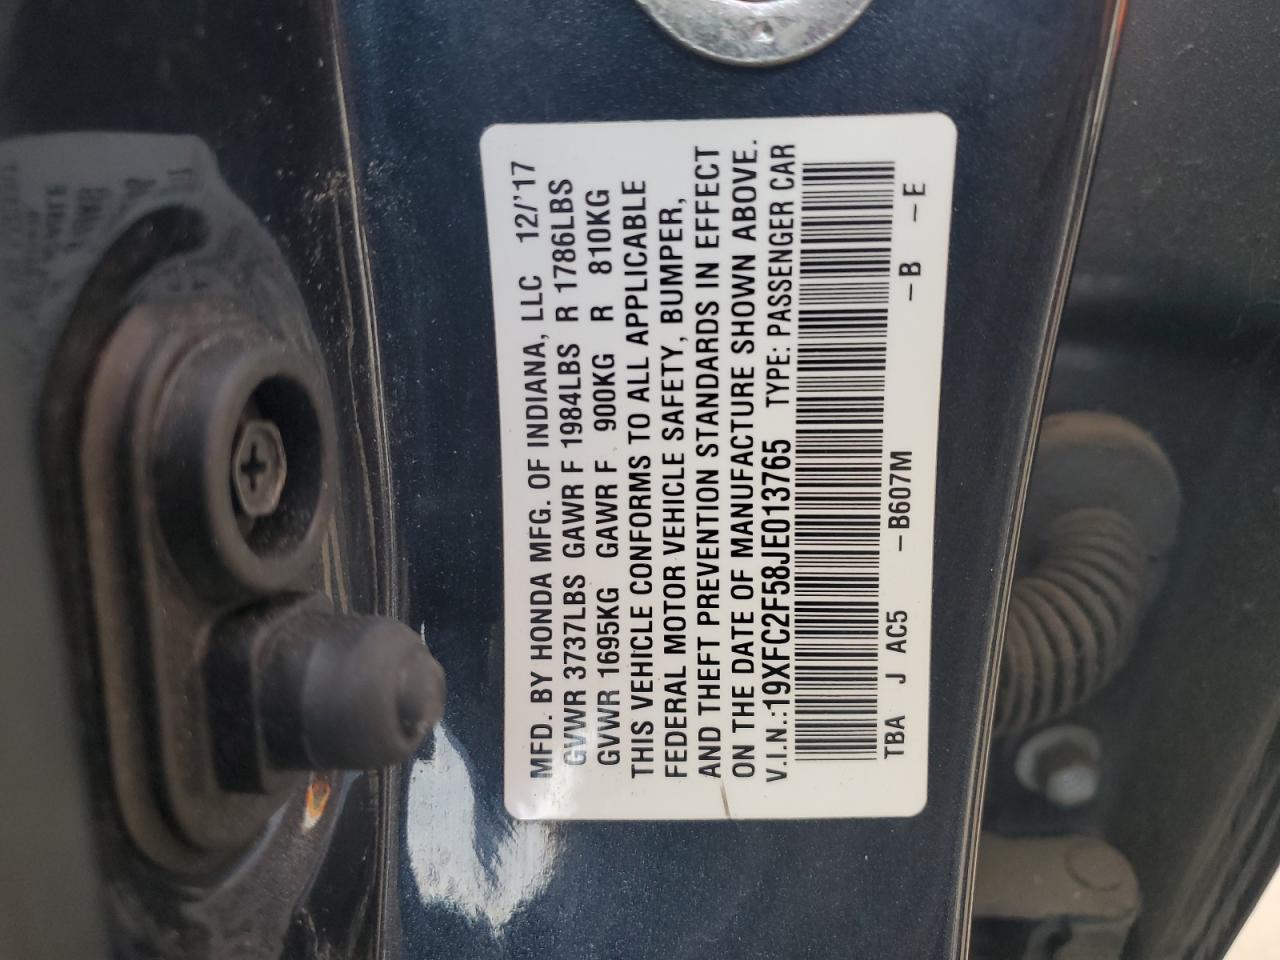 MFD. BY HONDA MFG. OF INDIANA, LLC 12/'17
GVWR 3737LBS GAWR F 1984LBS R 1786LBS
GVWR 1695KG GAWR F 900KG R 810KG
THIS VEHICLE CONFORMS TO ALL APPLICABLE
FEDERAL MOTOR VEHICLE SAFETY, BUMPER,
AND THEFT PREVENTION STANDARDS IN EFFECT
ON THE DATE OF MANUFACTURE SHOWN ABOVE.
V.I.N.:19XFC2F58JE013765 TYPE: PASSENGER CAR
TBA J AC5 -B607M -B -E